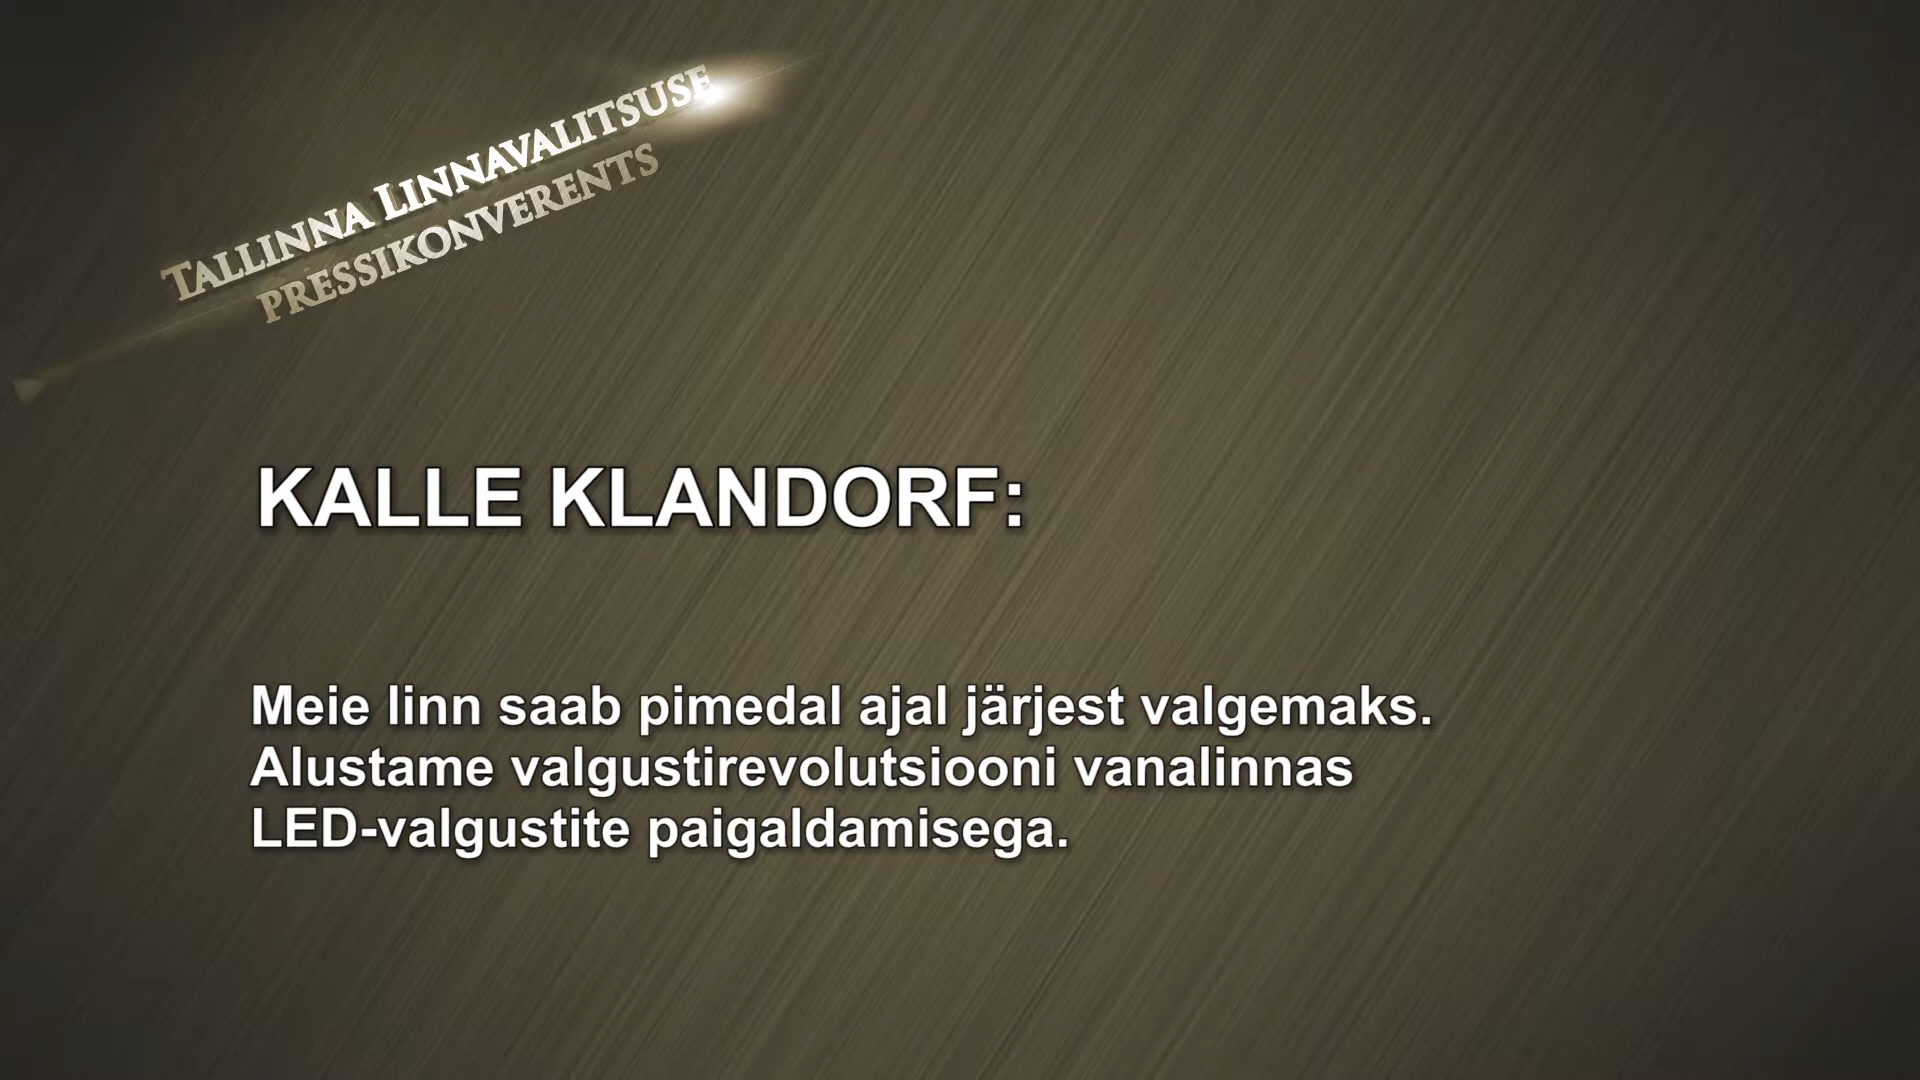 Tallinna Linnavalitsuse
pressikonverents
KALLE KLANDORF:
Meie linn saab pimedal ajal järjest valgemaks.
Alustame valgustirevolutsiooni vanalinnas
LED-valgustite paigaldamisega.